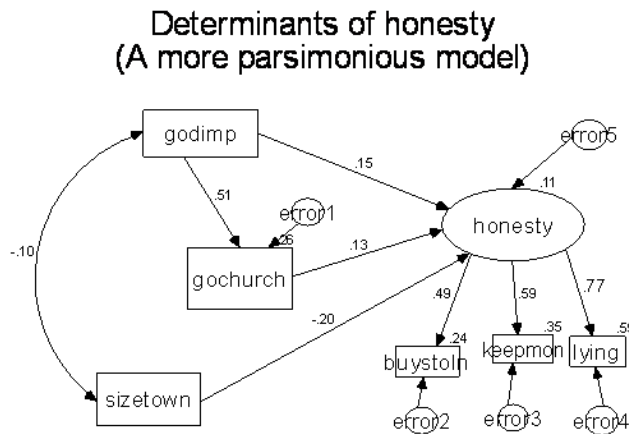 Determinants of honesty
(A more parsimonious model)
godimp
error5
.15
.11
.51
error1
honesty
-.10
.26
.13
gochurch
.49
.59
.77
-.20
.24
.35
.59
buystoln
keepmon
lying
sizetown
error2
error3
error4